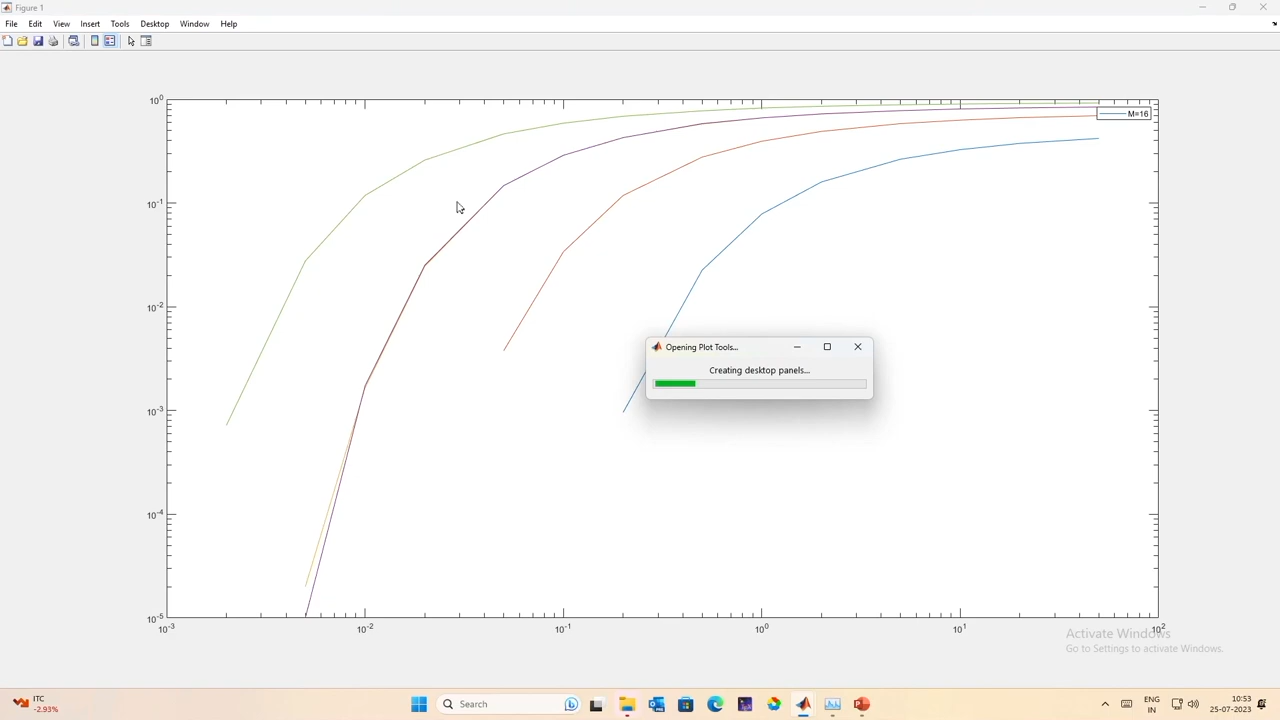 Figure 1
File Edit View Insert Tools Desktop Window Help
10^0
M=16
10^-1
10^-2
Opening Plot Tools...
Creating desktop panels...
10^-3
10^-4
10^-5
10^-3 10^-2 10^-1 10^0 10^1 10^2
Activate Windows
Go to Settings to activate Windows.
ITC
-2.93%
Search
ENG
IN
10:53
25-07-2023